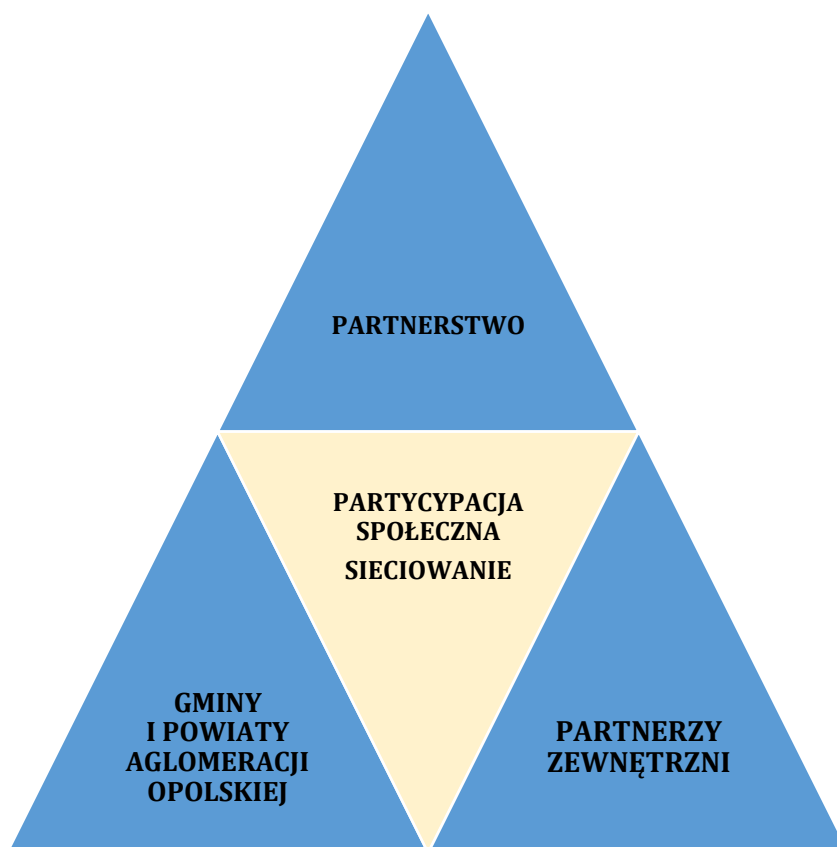 PARTNERSTWO
PARTYCYPACJA
SPOŁECZNA
SIECIOWANIE
GMINY
I POWIATY
AGLOMERACJI
OPOLSKIEJ
PARTNERZY
ZEWNĘTRZNI